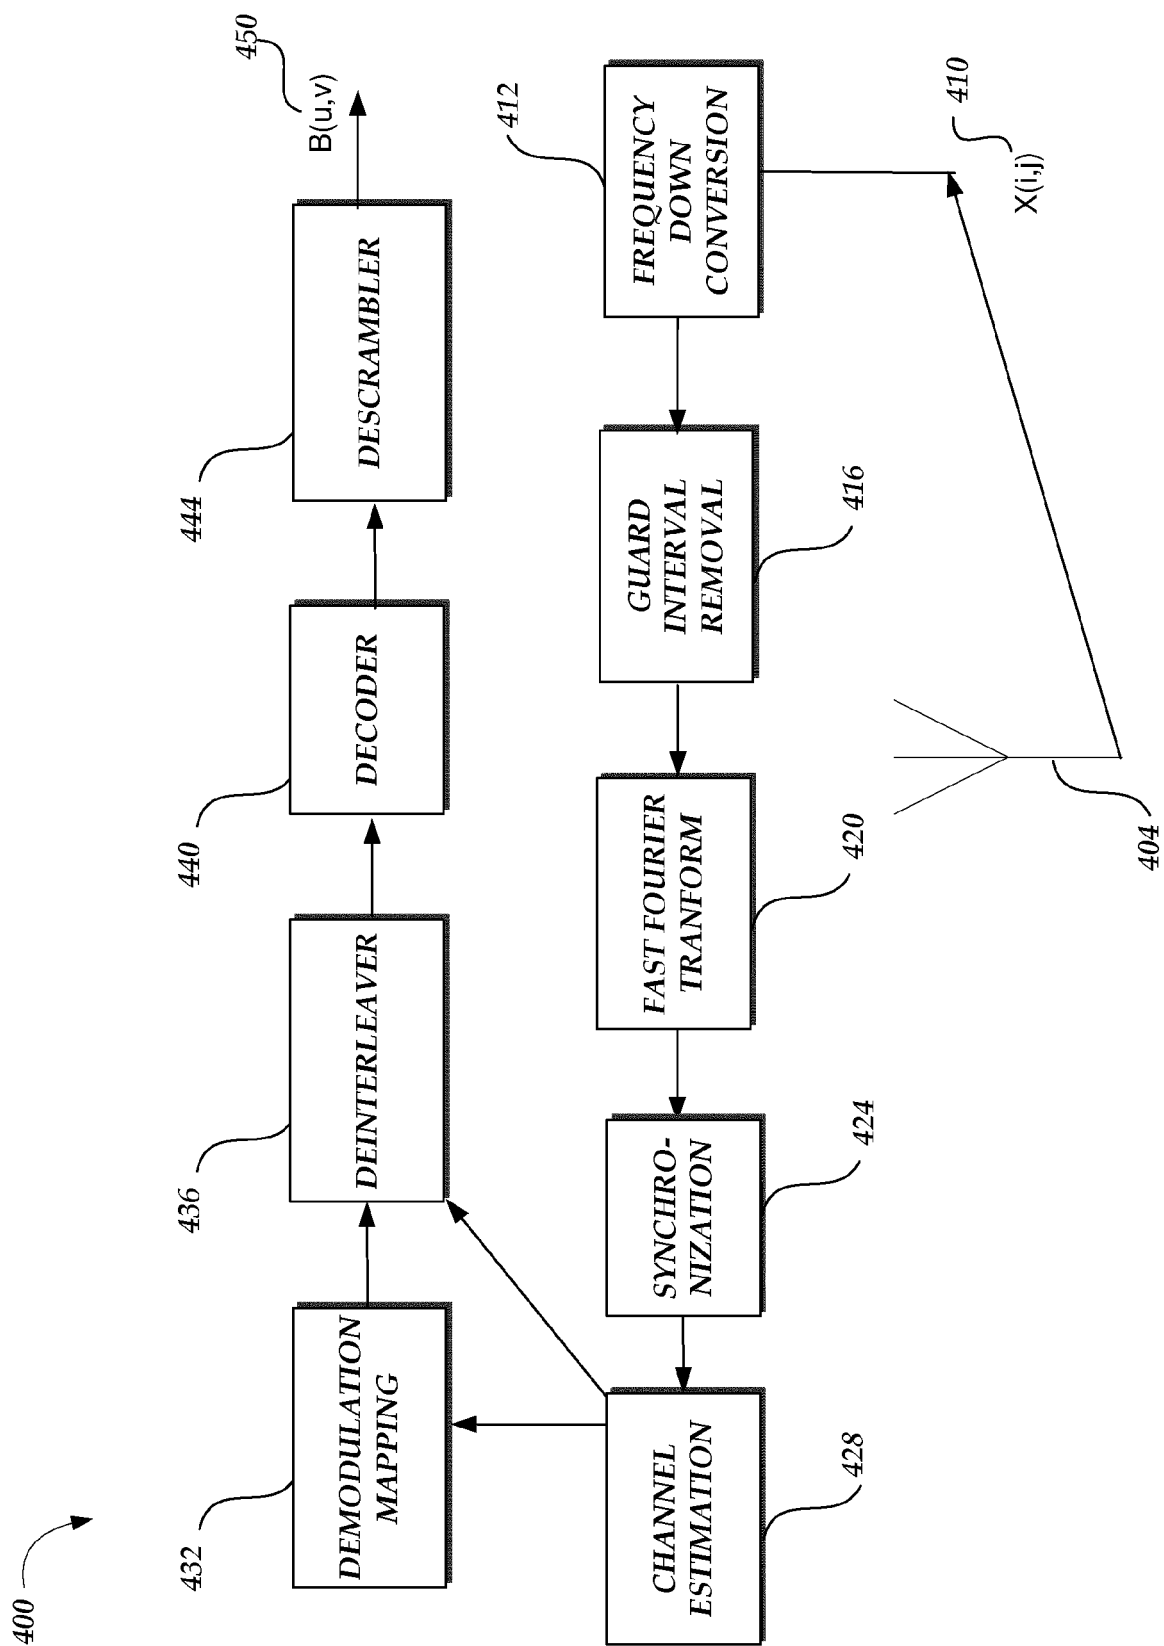 400
432
DEMODULATION
MAPPING
436
DEINTERLEAVER
440
DECODER
444
DESCRAMBLER
450
B(u,v)
CHANNEL
ESTIMATION
428
SYNCHRO-
NIZATION
424
FAST FOURIER
TRANFORM
420
GUARD
INTERVAL
REMOVAL
416
412
FREQUENCY
DOWN
CONVERSION
404
X(i,j)
410